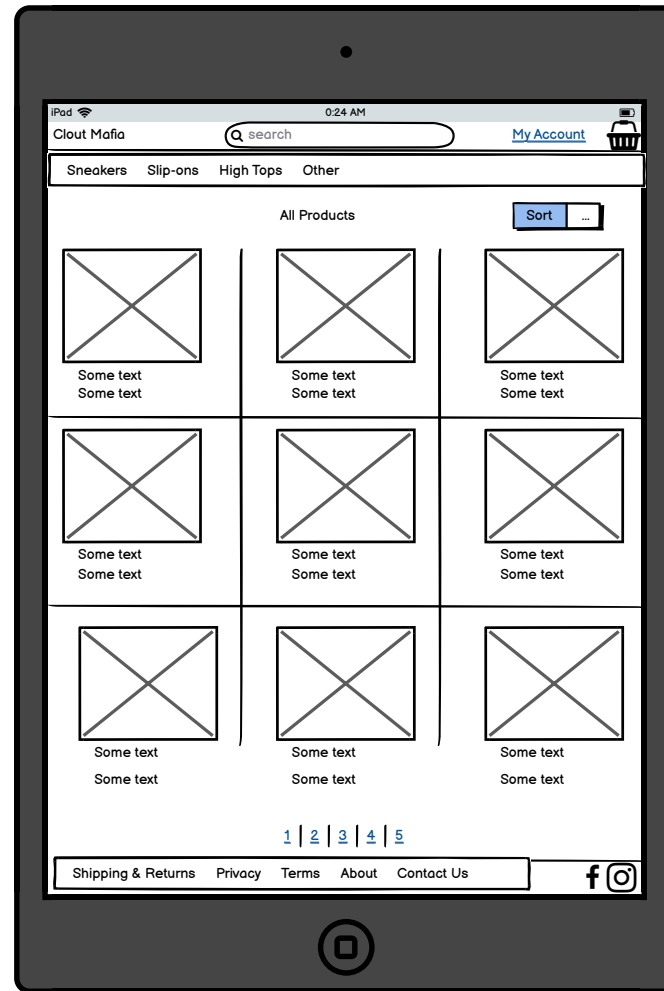 iPad 0:24 AM
Clout Mafia search My Account
Sneakers Slip-ons High Tops Other
All Products Sort ...
Some text Some text Some text
Some text Some text Some text
Some text Some text Some text
Some text Some text Some text
Some text Some text Some text
Some text Some text Some text
1 2 3 4 5
Shipping & Returns Privacy Terms About Contact Us